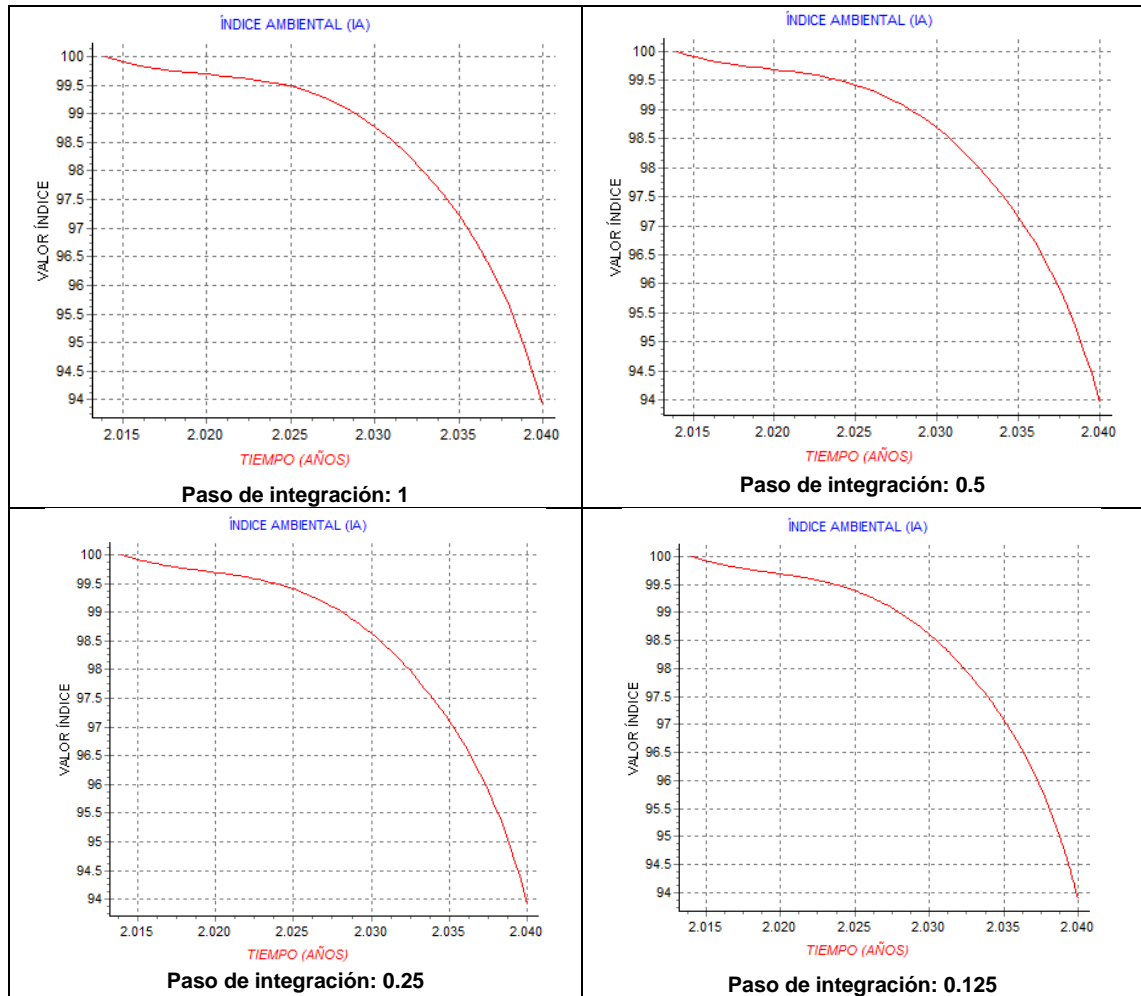 ÍNDICE AMBIENTAL (IA)
VALOR ÍNDICE
100
99.5
99
98.5
98
97.5
97
96.5
96
95.5
95
94.5
94
2.015 2.020 2.025 2.030 2.035 2.040
TIEMPO (AÑOS)
Paso de integración: 1
ÍNDICE AMBIENTAL (IA)
VALOR ÍNDICE
100
99.5
99
98.5
98
97.5
97
96.5
96
95.5
95
94.5
94
2.015 2.020 2.025 2.030 2.035 2.040
TIEMPO (AÑOS)
Paso de integración: 0.5
ÍNDICE AMBIENTAL (IA)
VALOR ÍNDICE
100
99.5
99
98.5
98
97.5
97
96.5
96
95.5
95
94.5
94
2.015 2.020 2.025 2.030 2.035 2.040
TIEMPO (AÑOS)
Paso de integración: 0.25
ÍNDICE AMBIENTAL (IA)
VALOR ÍNDICE
100
99.5
99
98.5
98
97.5
97
96.5
96
95.5
95
94.5
94
2.015 2.020 2.025 2.030 2.035 2.040
TIEMPO (AÑOS)
Paso de integración: 0.125